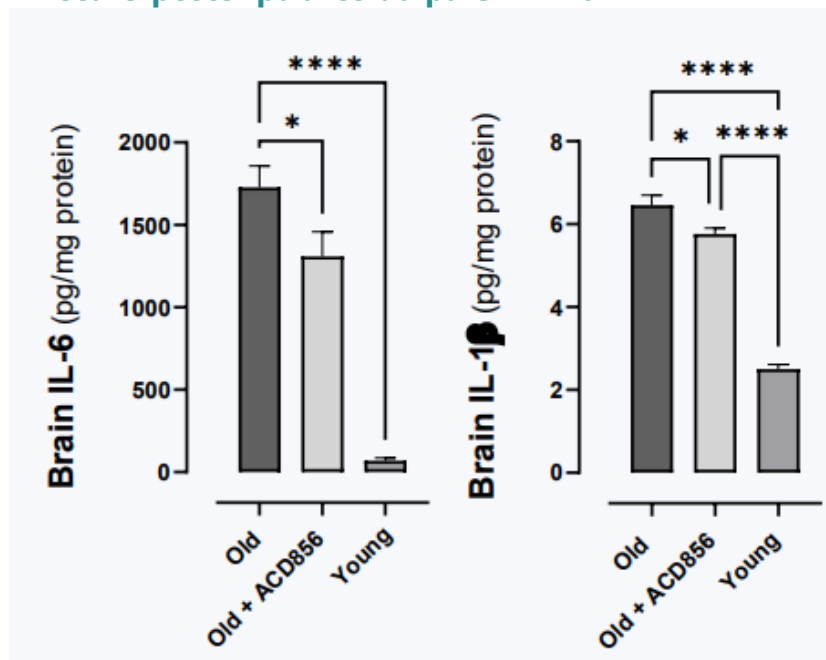 ****
*
2000
1500
1000
500
0
Brain IL-6 (pg/mg protein)
Old
Old + ACD856
Young
****
*
****
8
6
4
2
0
Brain IL-1β (pg/mg protein)
Old
Old + ACD856
Young